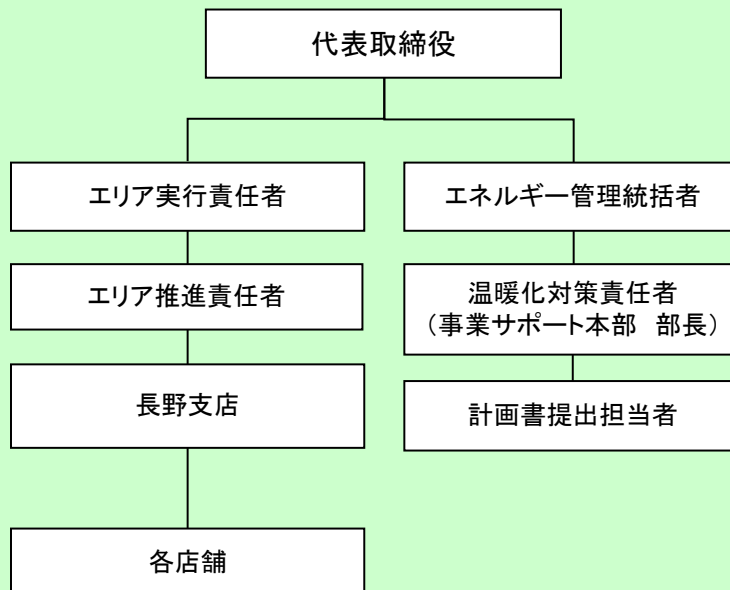 代表取締役
エリア実行責任者
エネルギー管理統括者
エリア推進責任者
温暖化対策責任者
（事業サポート本部　部長）
長野支店
計画書提出担当者
各店舗